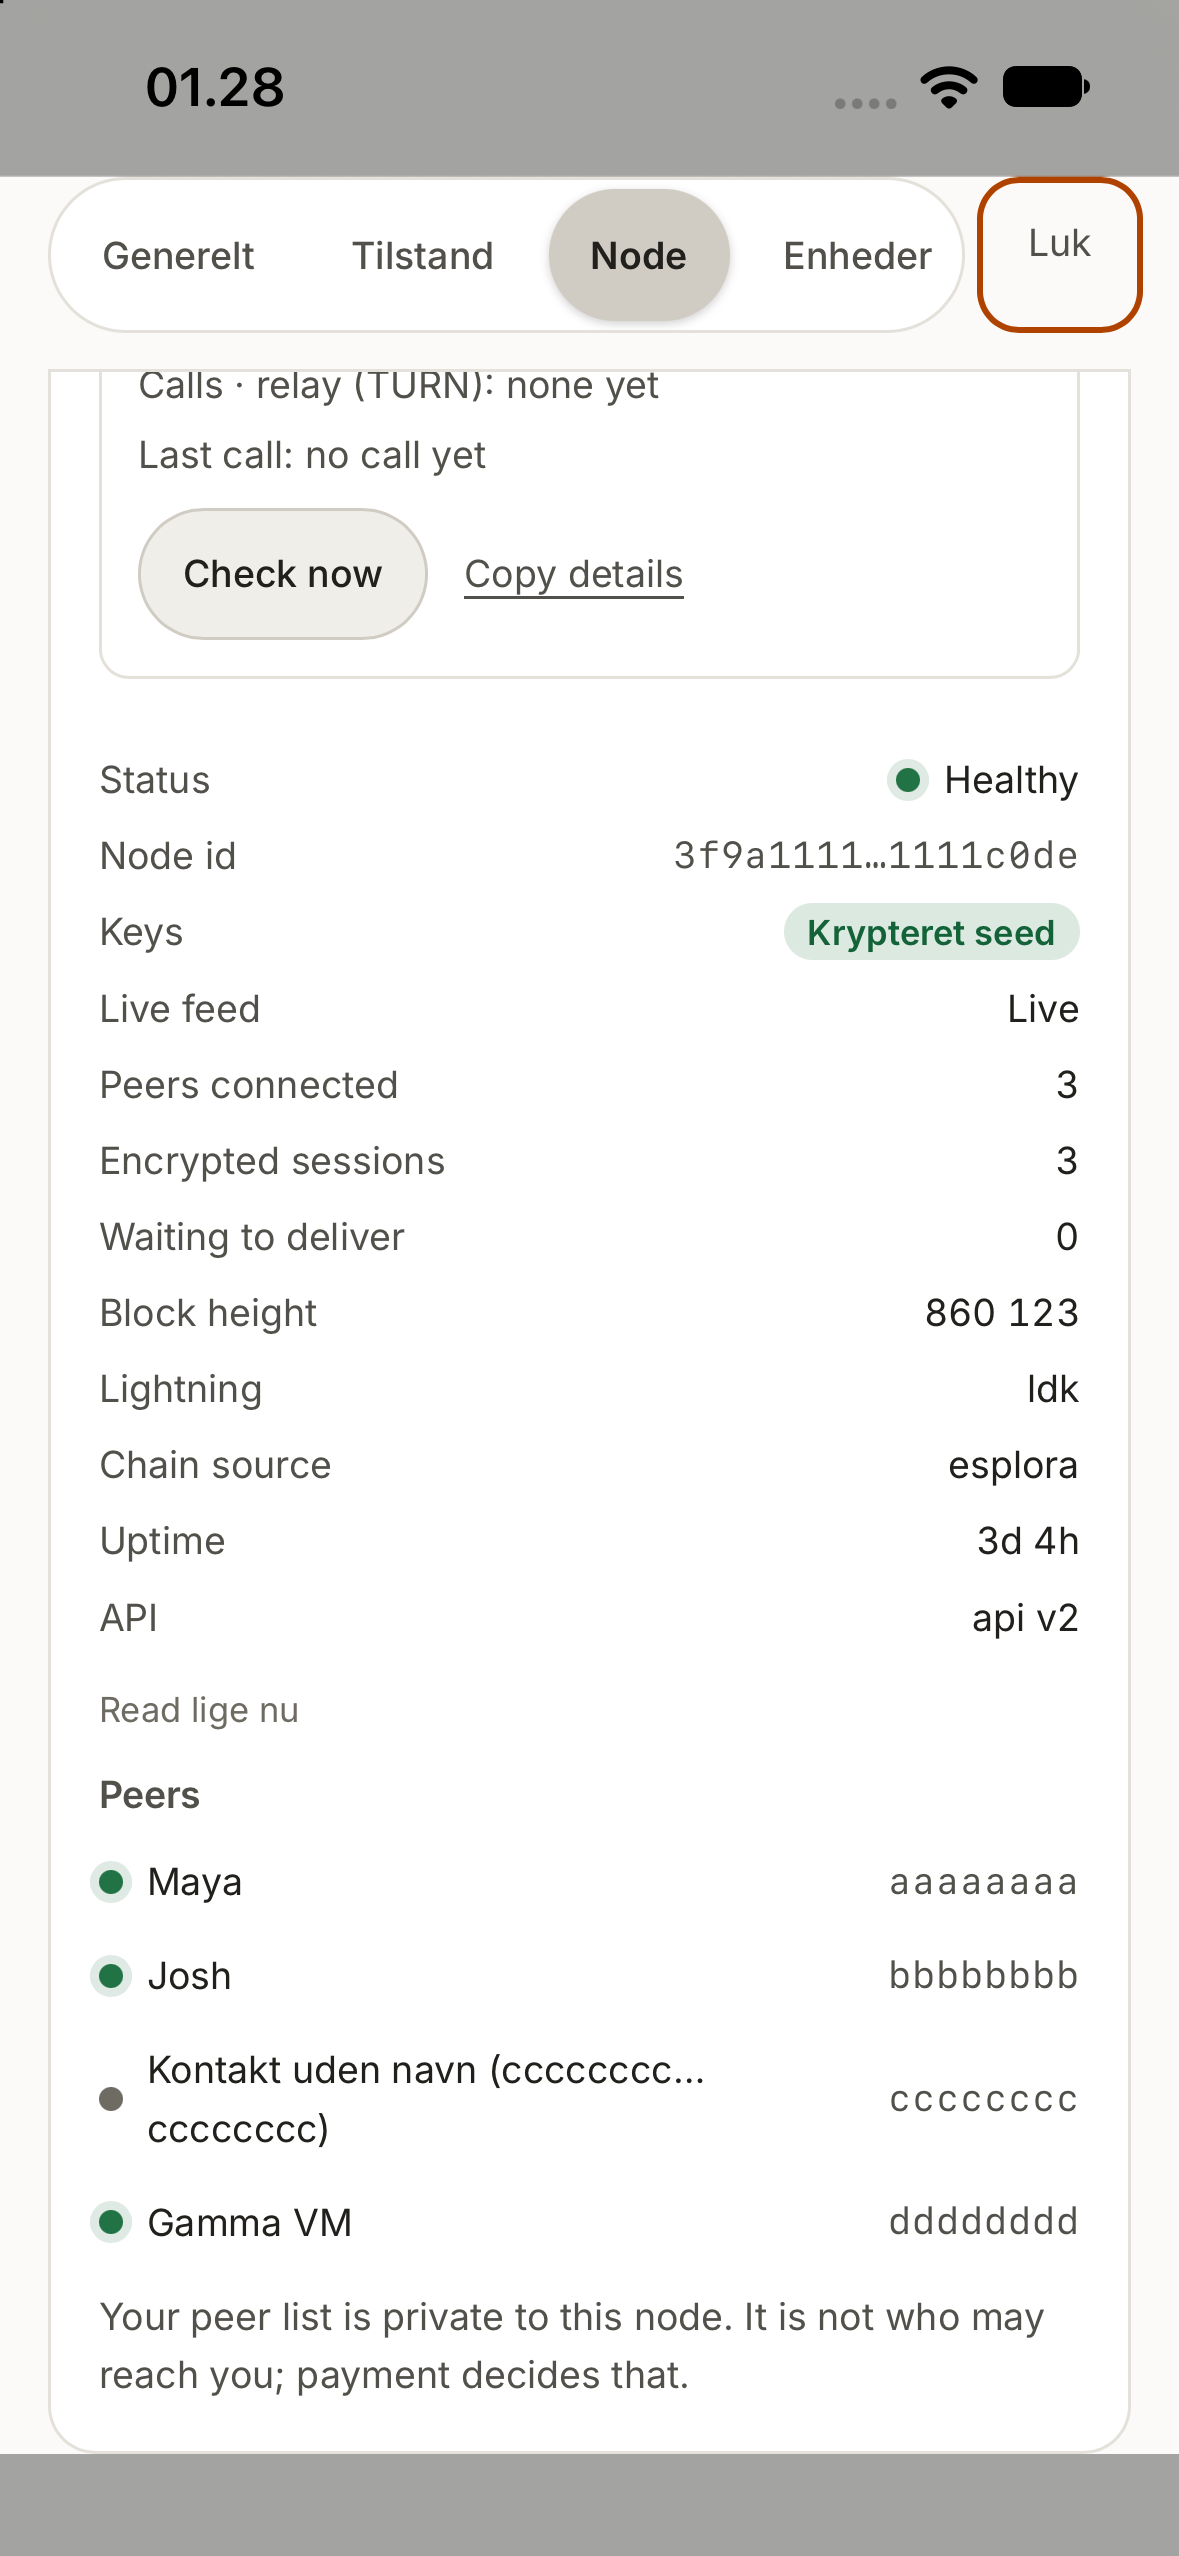 01.28
Generelt Tilstand Node Enheder Luk
Calls · relay (TURN): none yet
Last call: no call yet
Check now Copy details
Status Healthy
Node id 3f9a1111…1111c0de
Keys Krypteret seed
Live feed Live
Peers connected 3
Encrypted sessions 3
Waiting to deliver 0
Block height 860 123
Lightning ldk
Chain source esplora
Uptime 3d 4h
API api v2
Read lige nu
Peers
Maya aaaaaaaa
Josh bbbbbbbb
Kontakt uden navn (cccccccc…
cccccccc) cccccccc
Gamma VM dddddddd
Your peer list is private to this node. It is not who may
reach you; payment decides that.